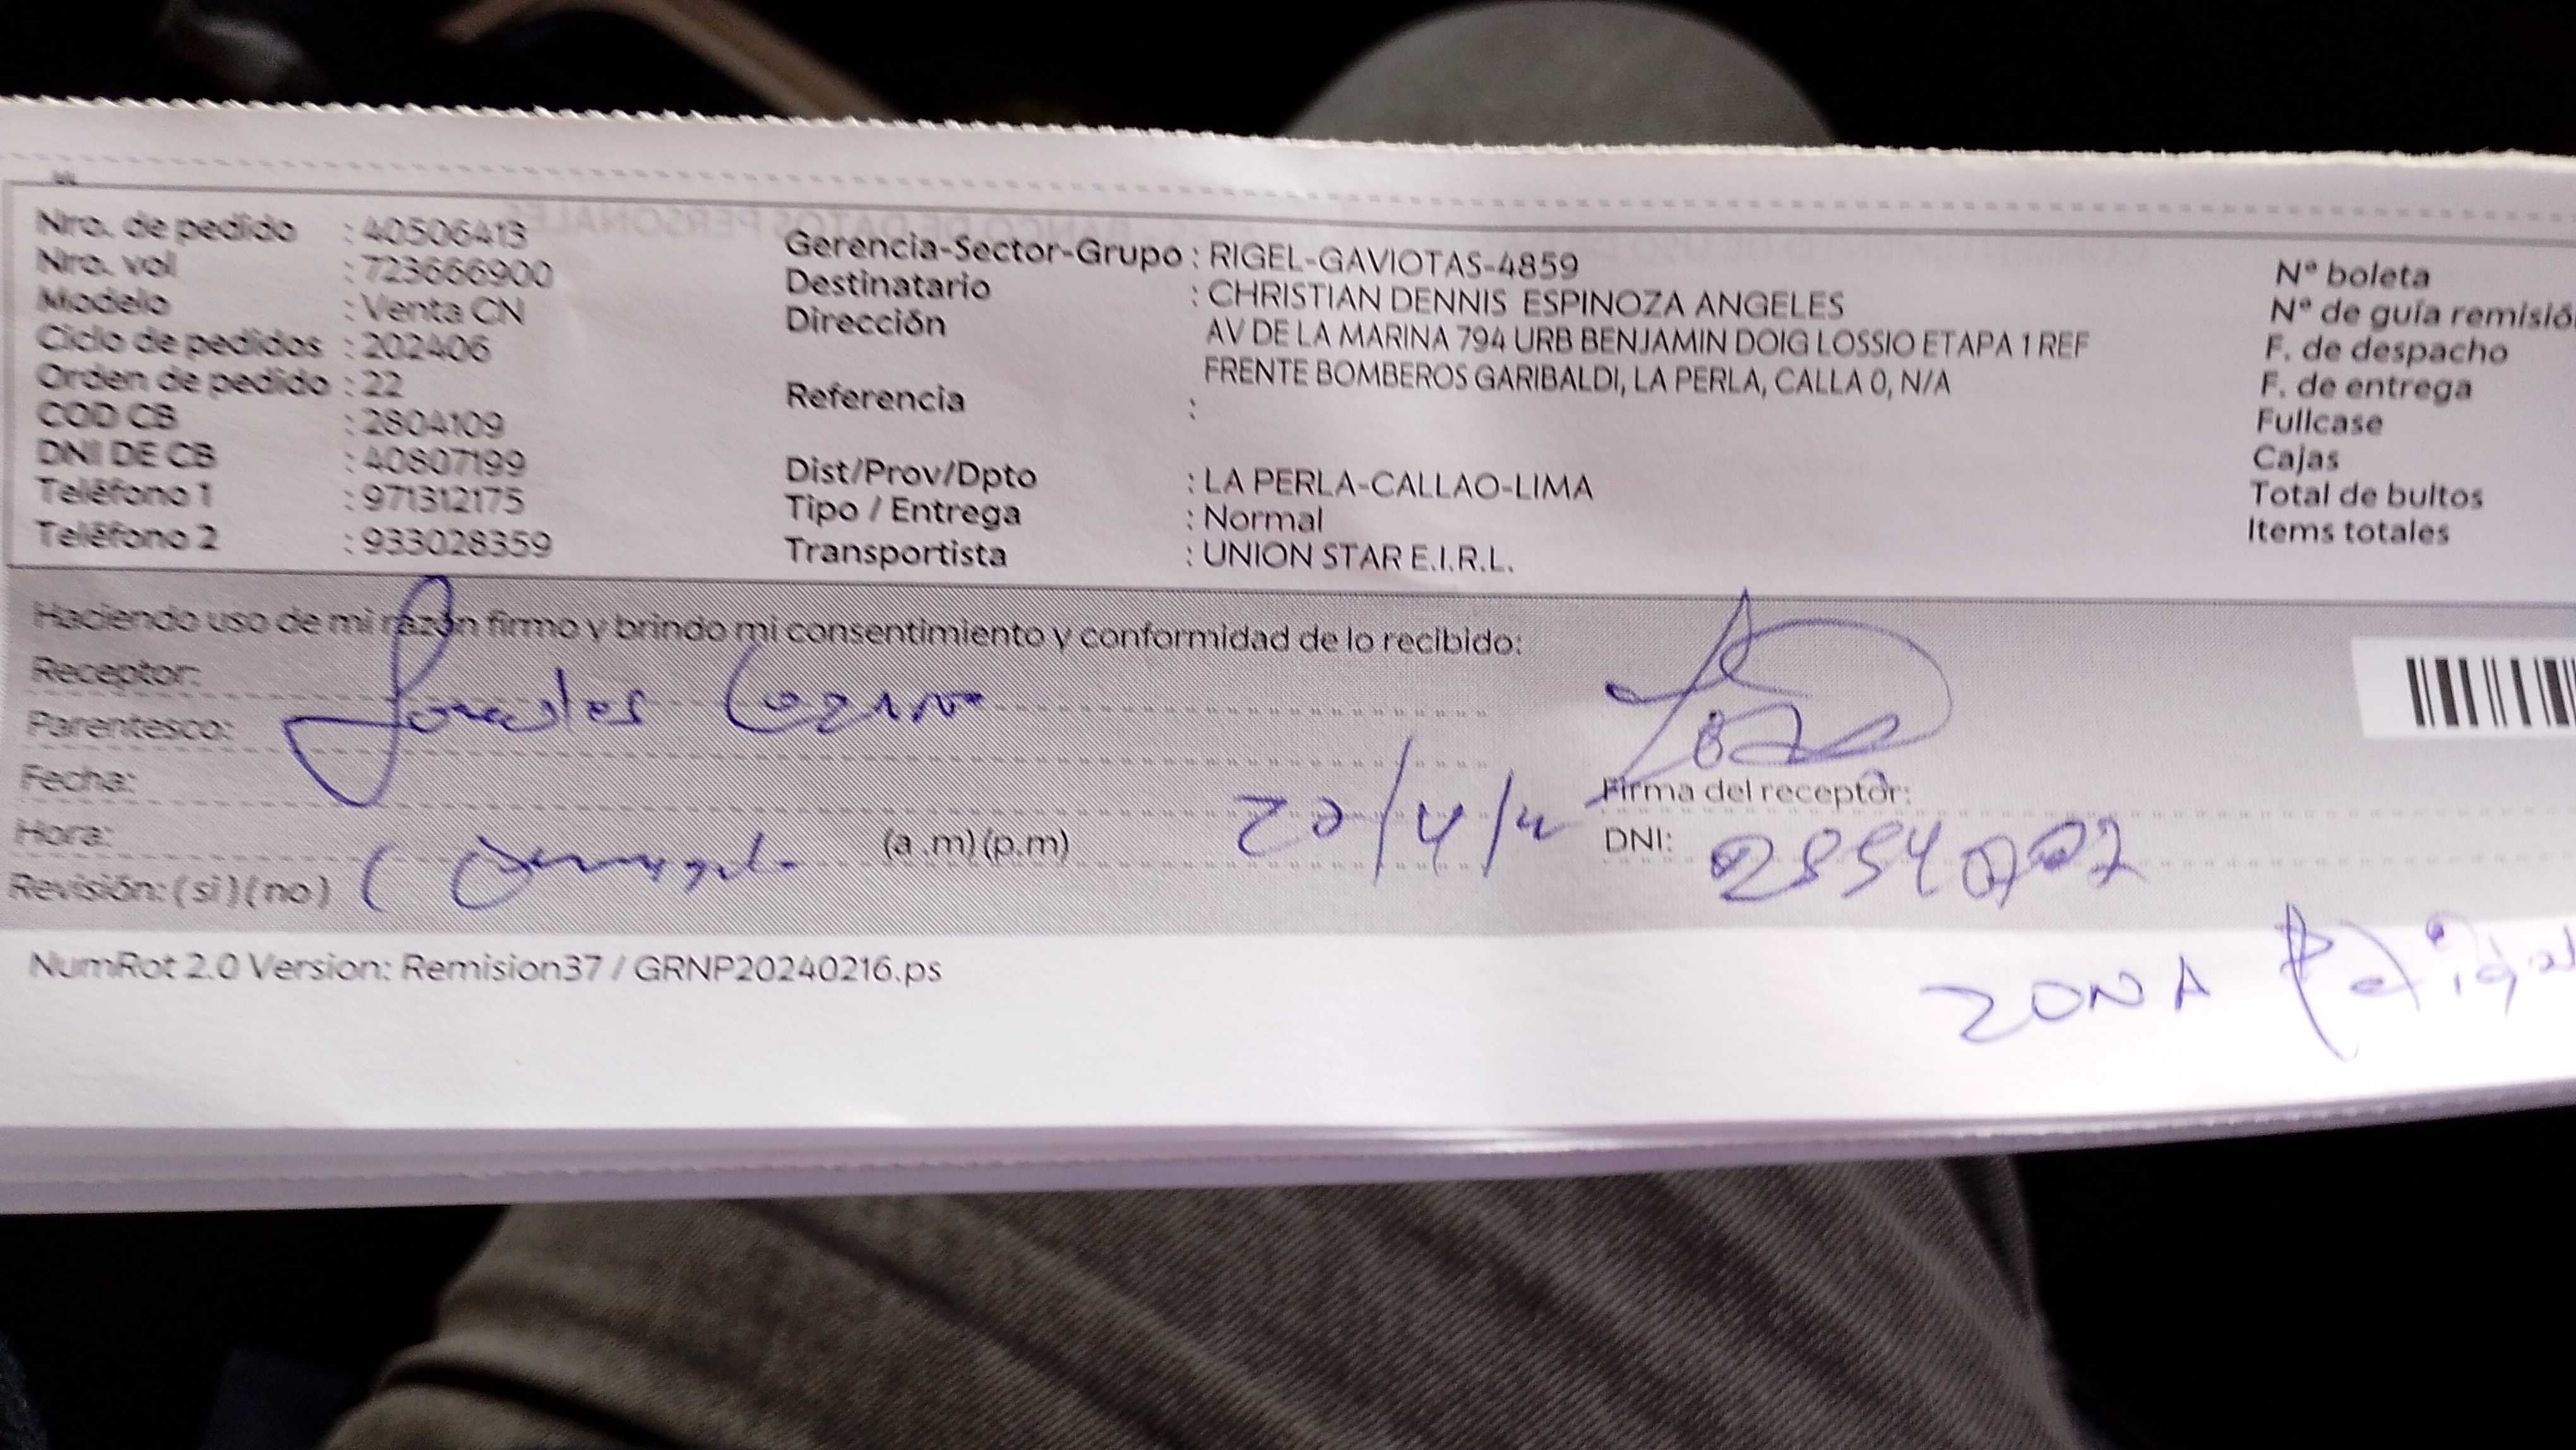 Nro. de pedido : 40506413
Nro. vol : 723666900
Modelo : Venta CN
Ciclo de pedidos : 202406
Orden de pedido : 22
COD CB : 2804109
DNI DE CB : 40807199
Teléfono 1 : 971312175
Teléfono 2 : 933028359
Gerencia-Sector-Grupo : RIGEL-GAVIOTAS-4859
Destinatario : CHRISTIAN DENNIS ESPINOZA ANGELES
Dirección AV DE LA MARINA 794 URB BENJAMIN DOIG LOSSIO ETAPA 1 REF
FRENTE BOMBEROS GARIBALDI, LA PERLA, CALLA 0, N/A
Referencia :
Dist/Prov/Dpto : LA PERLA-CALLAO-LIMA
Tipo / Entrega : Normal
Transportista : UNION STAR E.I.R.L.
N° boleta
N° de guía remisió
F. de despacho
F. de entrega
Fullcase
Cajas
Total de bultos
Items totales
Haciendo uso de mi razón firmo y brindo mi consentimiento y conformidad de lo recibido:
Receptor:
Parentesco:
Fecha:
Hora: (a.m) (p.m)
Revisión: (si) (no)
20/4/2
Firma del receptor:
DNI:
ZONA
NumRot 2.0 Version: Remision37 / GRNP20240216.ps